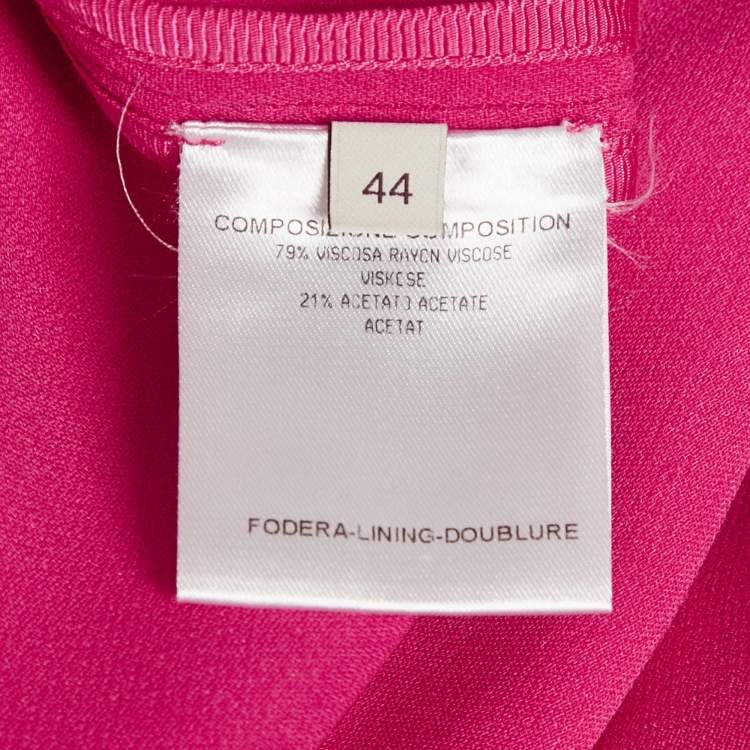 44
COMPOSIZIONE COMPOSITION
79% VISCOSA RAYON VISCOSE
VISKOSE
21% ACETATO ACETATE
ACETAT
FODERA-LINING-DOUBLURE